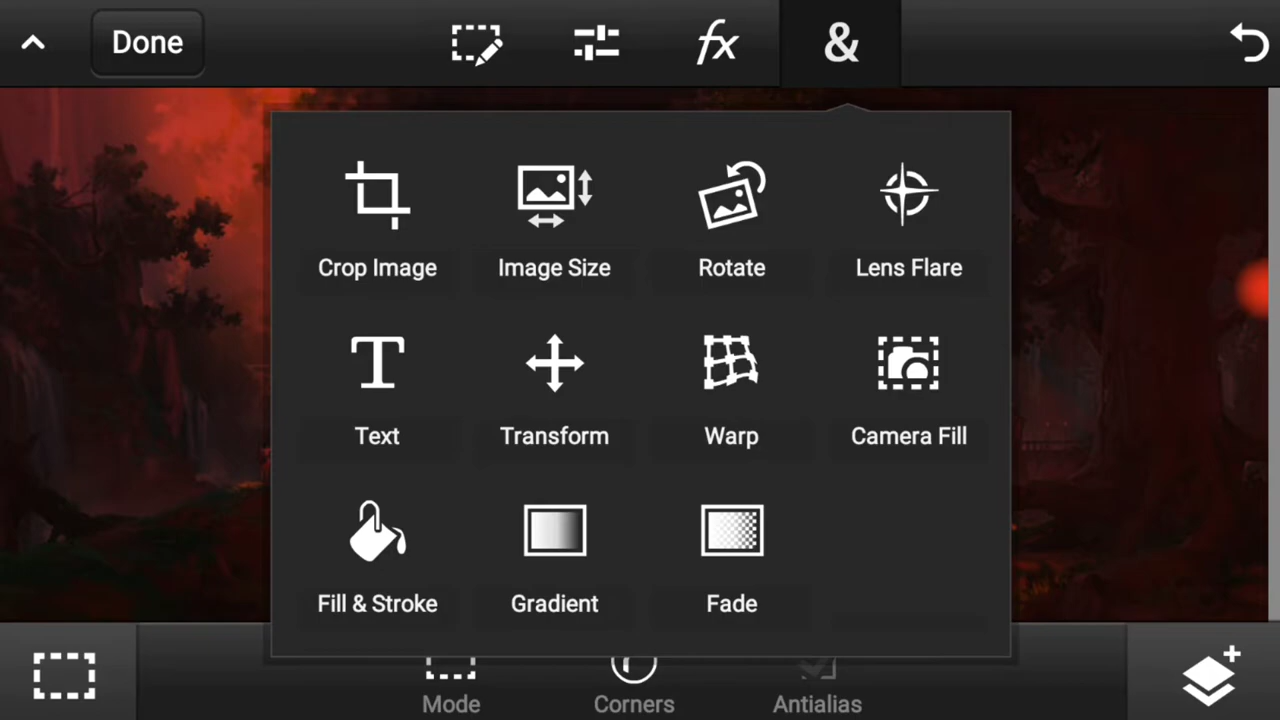 Done
fx
&
Crop Image
Image Size
Rotate
Lens Flare
Text
Transform
Warp
Camera Fill
Fill & Stroke
Gradient
Fade
Mode
Corners
Antialias